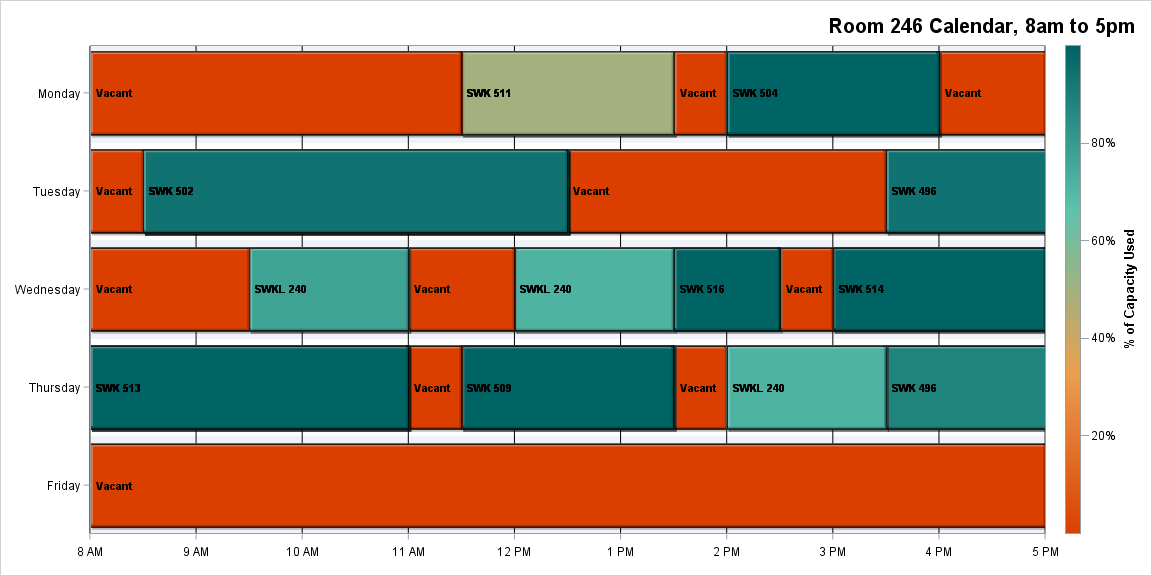 Room 246 Calendar, 8am to 5pm
Monday
Vacant
SWK 511
Vacant
SWK 504
Vacant
Tuesday
Vacant
SWK 502
Vacant
SWK 496
Wednesday
Vacant
SWKL 240
Vacant
SWKL 240
SWK 516
Vacant
SWK 514
Thursday
SWK 513
Vacant
SWK 509
Vacant
SWKL 240
SWK 496
Friday
Vacant
8 AM
9 AM
10 AM
11 AM
12 PM
1 PM
2 PM
3 PM
4 PM
5 PM
80%
60%
40%
20%
% of Capacity Used